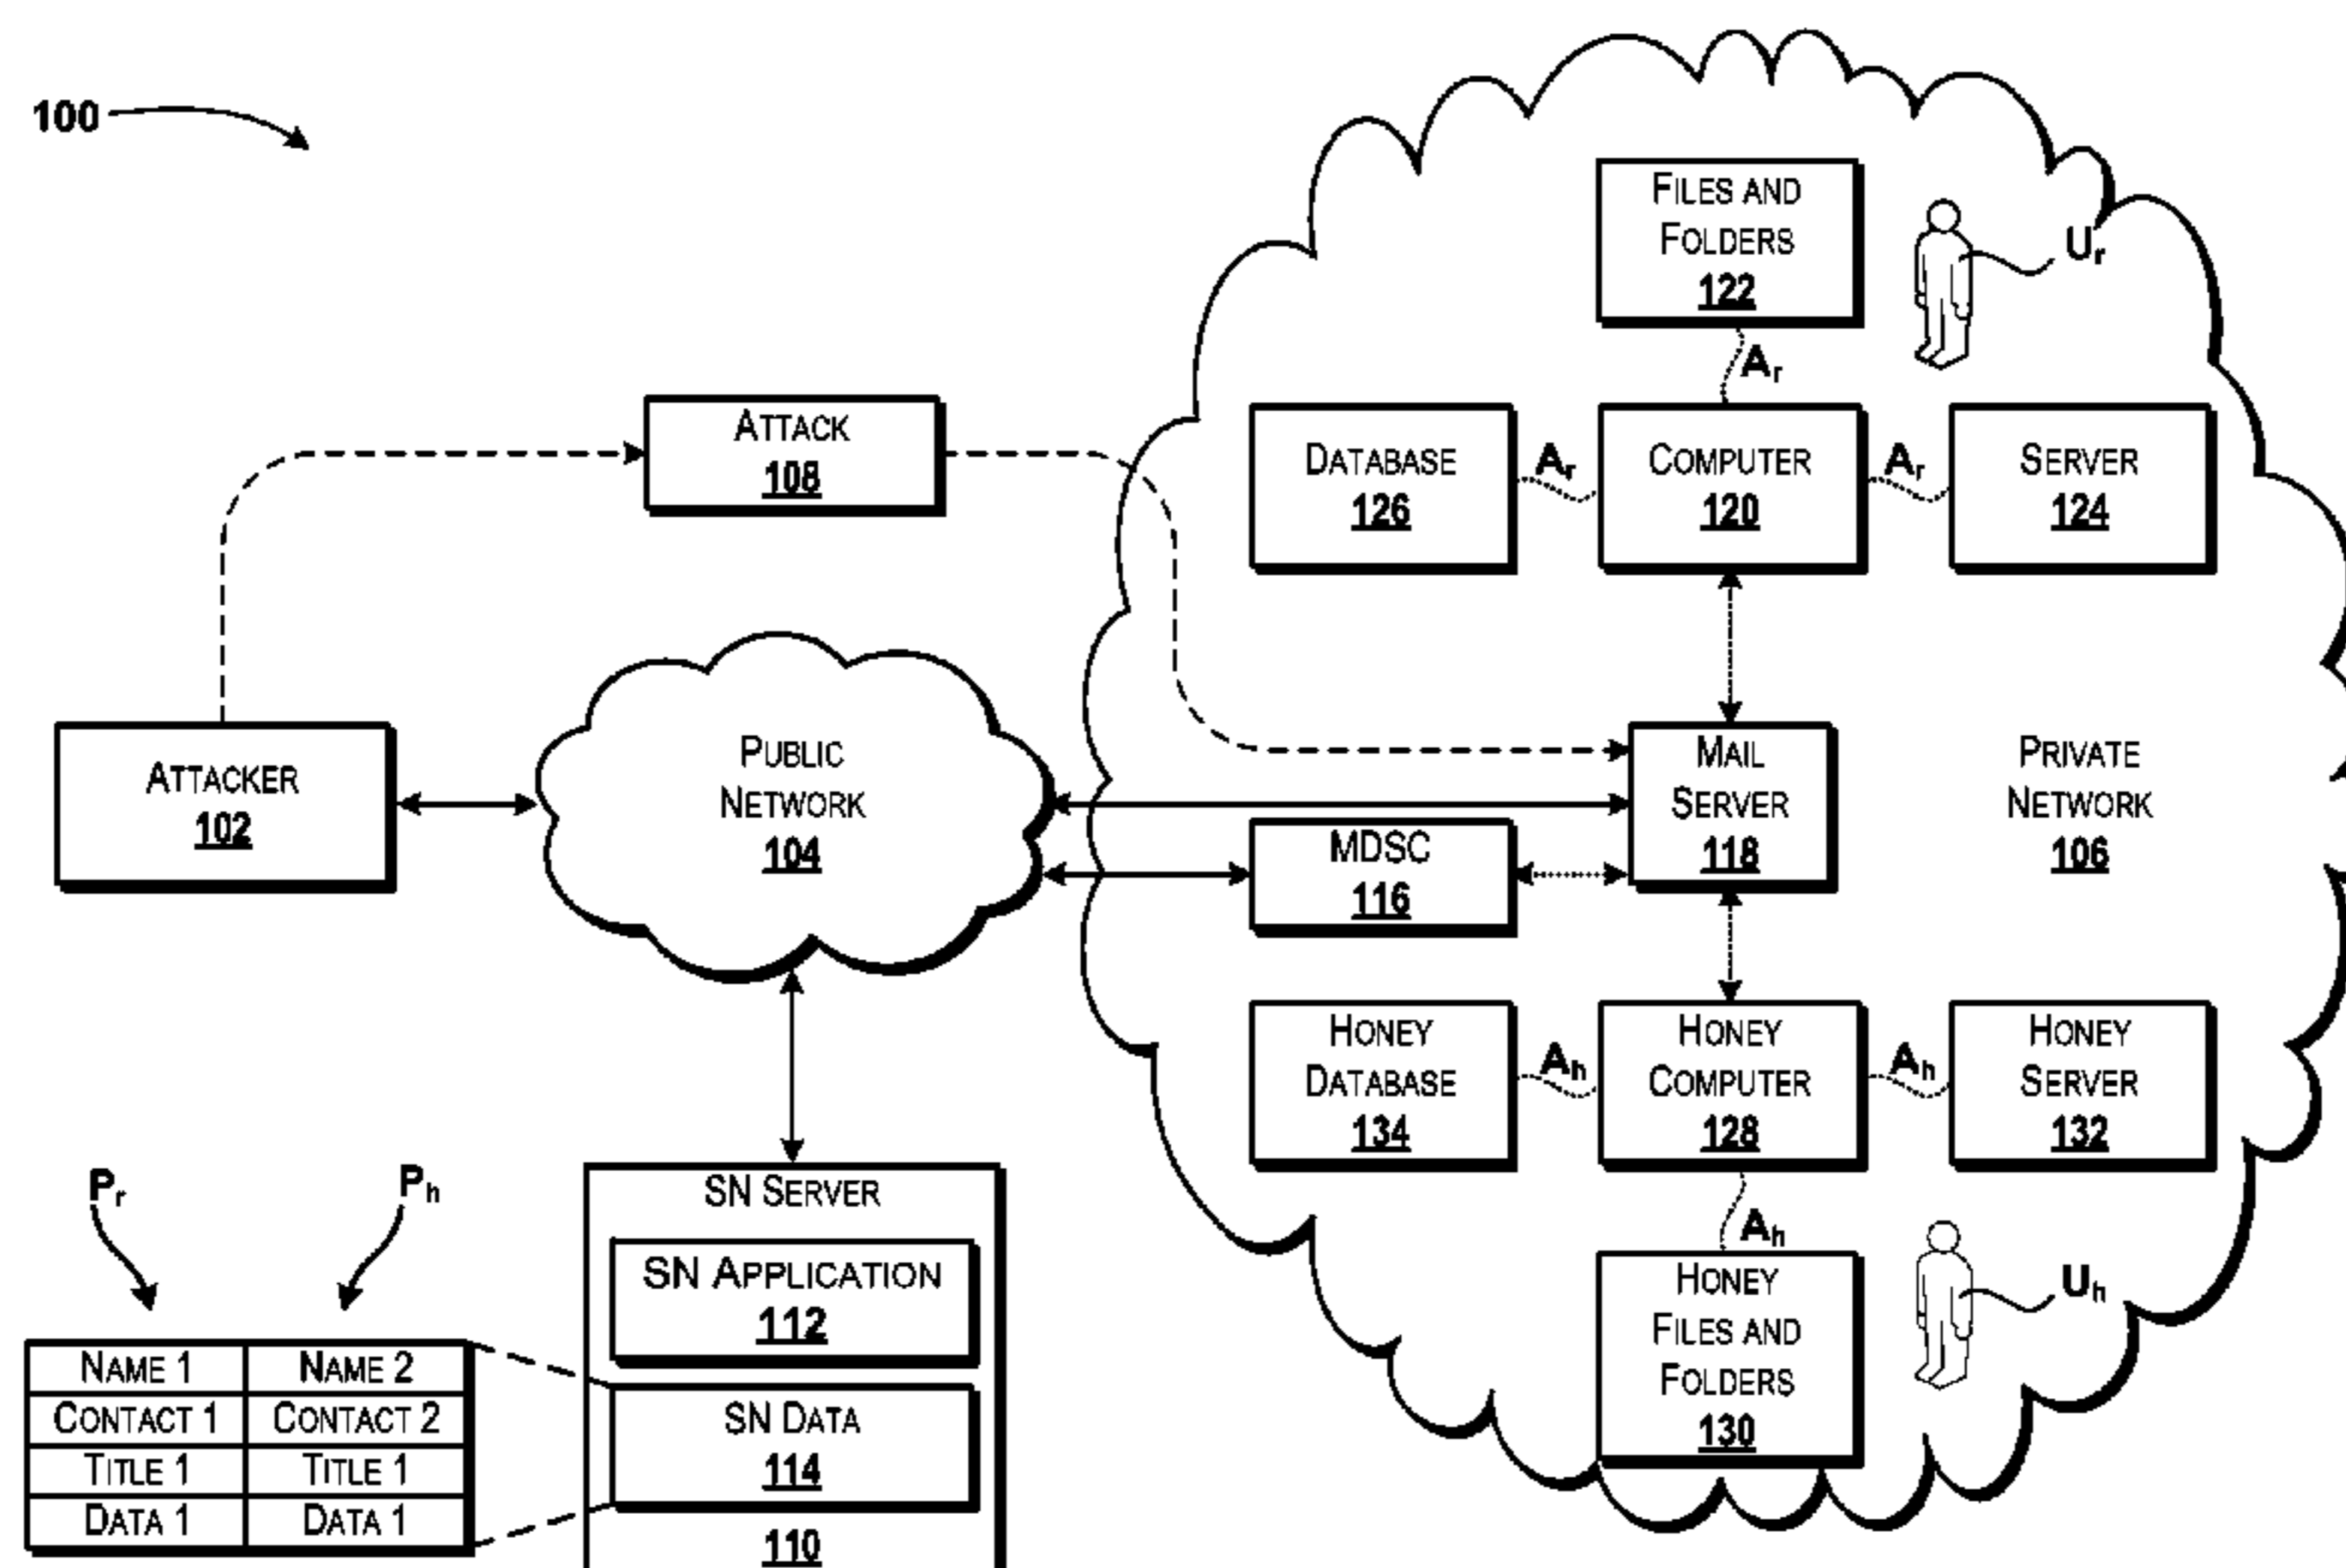 100
FILES AND
FOLDERS
122
Ur
Ar
ATTACK
108
DATABASE
126
Ar
COMPUTER
120
Ar
SERVER
124
ATTACKER
102
PUBLIC
NETWORK
104
MAIL
SERVER
118
PRIVATE
NETWORK
106
MDSC
116
HONEY
DATABASE
134
Ah
HONEY
COMPUTER
128
Ah
HONEY
SERVER
132
Ah
HONEY
FILES AND
FOLDERS
130
Uh
Pr
Ph
NAME 1 NAME 2
CONTACT 1 CONTACT 2
TITLE 1 TITLE 1
DATA 1 DATA 1
SN SERVER
SN APPLICATION
112
SN DATA
114
110